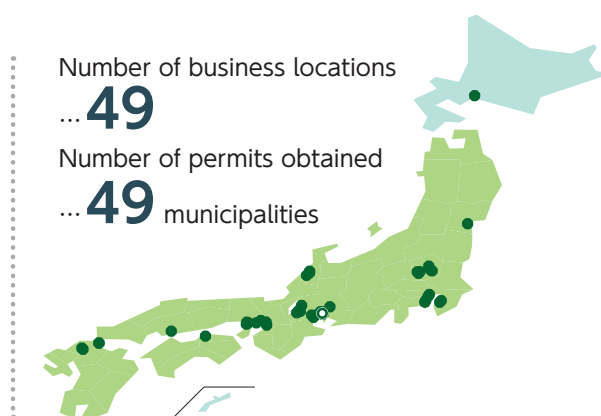 Number of business locations
... 49
Number of permits obtained
... 49 municipalities